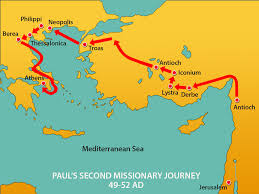 Philippi
Neopolis
Berea
Thessalonica
Troas
Athens
Antioch
Iconium
Lystra
Derbe
Antioch
Mediterranean Sea
PAUL'S SECOND MISSIONARY JOURNEY
49-52 AD
Jerusalem